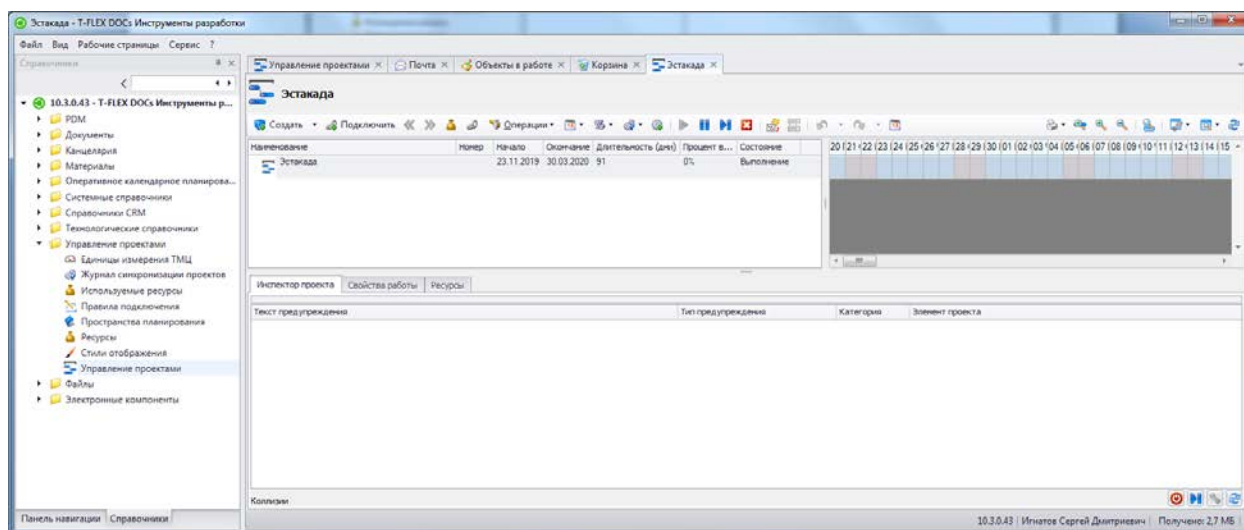 Эстакада - T-FLEX DOCs Инструменты разработки
Файл Вид Рабочие страницы Сервис ?
Справочники
Управление проектами
Почта
Объекты в работе
Корзина
Эстакада
10.3.0.43 - T-FLEX DOCs Инструменты р...
PDM
Документы
Канцелярия
Материалы
Оперативное календарное планирова...
Системные справочники
Справочники CRM
Технологические справочники
Управление проектами
Единицы измерения ТМЦ
Журнал синхронизации проектов
Используемые ресурсы
Правила подключения
Пространства планирования
Ресурсы
Стили отображения
Управление проектами
Файлы
Электронные компоненты
Панель навигации Справочники
Эстакада
Создать Подключить Операции
Наименование Номер Начало Окончание Длительность (дни) Процент в... Состояние
Эстакада 23.11.2019 30.03.2020 91 0% Выполнение
20 21 22 23 24 25 26 27 28 29 30 01 02 03 04 05 06 07 08 09 10 11 12 13 14 15
Инспектор проекта Свойства работы Ресурсы
Текст предупреждения Тип предупреждения Категория Элемент проекта
Коллизии
10.3.0.43 Игнатов Сергей Дмитриевич Получено: 2,7 МБ